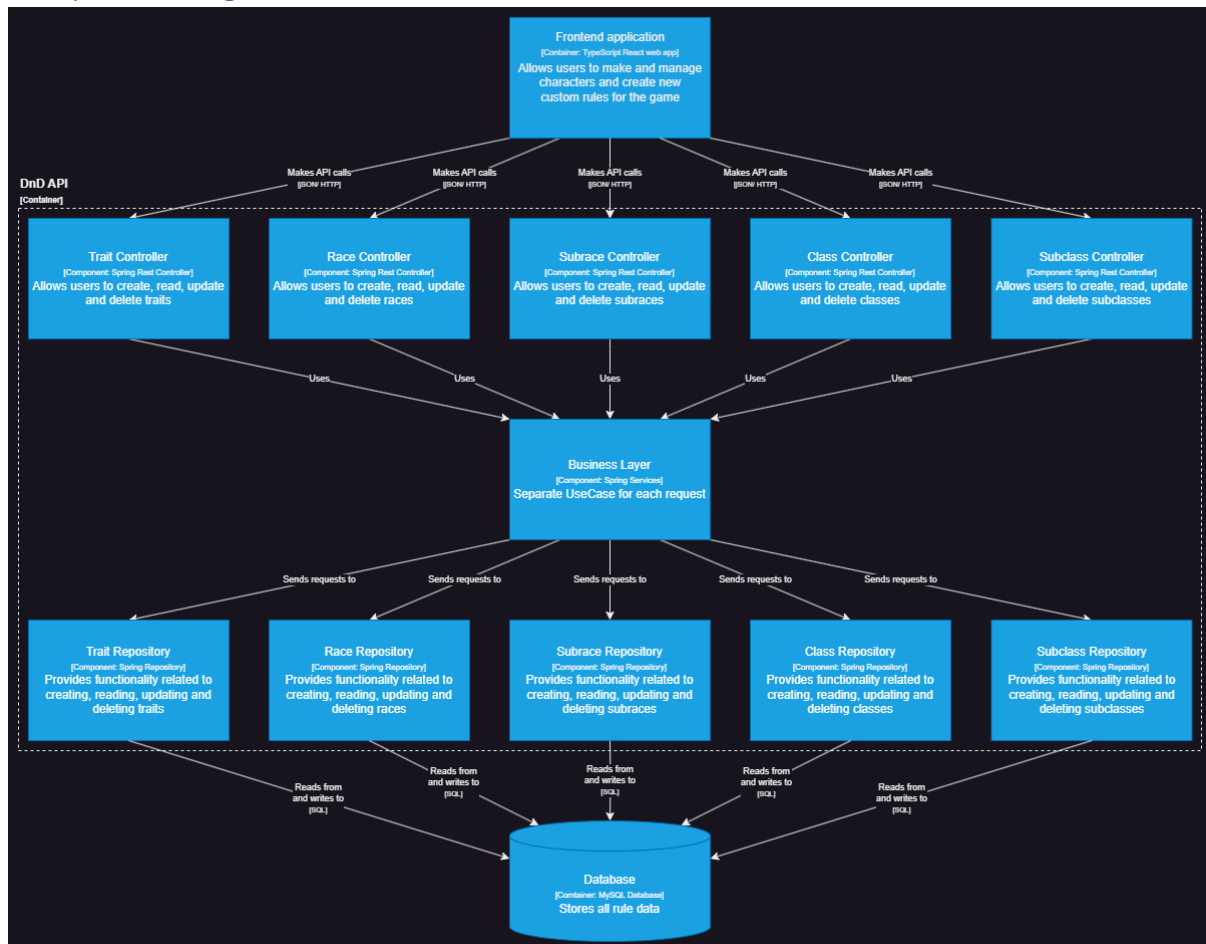 Frontend application
[Container: TypeScript React web app]
Allows users to make and manage
characters and create new
custom rules for the game
Makes API calls
[JSON/ HTTP]
Makes API calls
[JSON/ HTTP]
Makes API calls
[JSON/ HTTP]
Makes API calls
[JSON/ HTTP]
Makes API calls
[JSON/ HTTP]
DnD API
[Container]
Trait Controller
[Component: Spring Rest Controller]
Allows users to create, read, update
and delete traits
Race Controller
[Component: Spring Rest Controller]
Allows users to create, read, update
and delete races
Subrace Controller
[Component: Spring Rest Controller]
Allows users to create, read, update
and delete subraces
Class Controller
[Component: Spring Rest Controller]
Allows users to create, read, update
and delete classes
Subclass Controller
[Component: Spring Rest Controller]
Allows users to create, read, update
and delete subclasses
Uses
Uses
Uses
Uses
Uses
Business Layer
[Component: Spring Services]
Separate UseCase for each request
Sends requests to
Sends requests to
Sends requests to
Sends requests to
Sends requests to
Trait Repository
[Component: Spring Repository]
Provides functionality related to
creating, reading, updating and
deleting traits
Race Repository
[Component: Spring Repository]
Provides functionality related to
creating, reading, updating and
deleting races
Subrace Repository
[Component: Spring Repository]
Provides functionality related to
creating, reading, updating and
deleting subraces
Class Repository
[Component: Spring Repository]
Provides functionality related to
creating, reading, updating and
deleting classes
Subclass Repository
[Component: Spring Repository]
Provides functionality related to
creating, reading, updating and
deleting subclasses
Reads from
and writes to
[SQL]
Reads from
and writes to
[SQL]
Reads from
and writes to
[SQL]
Reads from
and writes to
[SQL]
Reads from
and writes to
[SQL]
Database
[Container: MySQL Database]
Stores all rule data